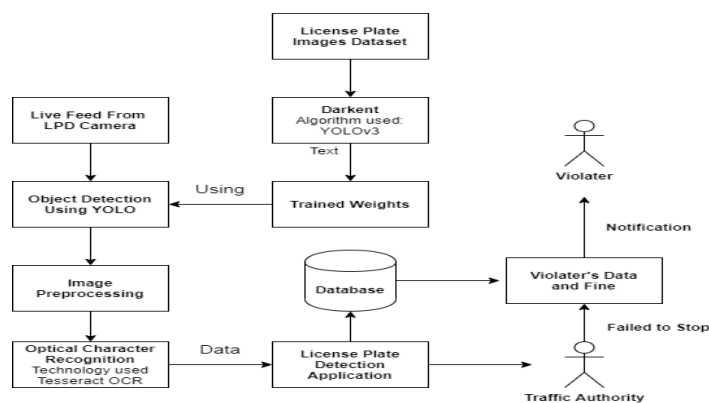 License Plate
Images Dataset
Live Feed From
LPD Camera
Darkent
Algorithm used:
YOLOv3
Text
Object Detection
Using YOLO
Using
Trained Weights
Violater
Notification
Image
Preprocessing
Database
Violater's Data
and Fine
Failed to Stop
Optical Character
Recognition
Technology used
Tesseract OCR
Data
License Plate
Detection
Application
Traffic Authority